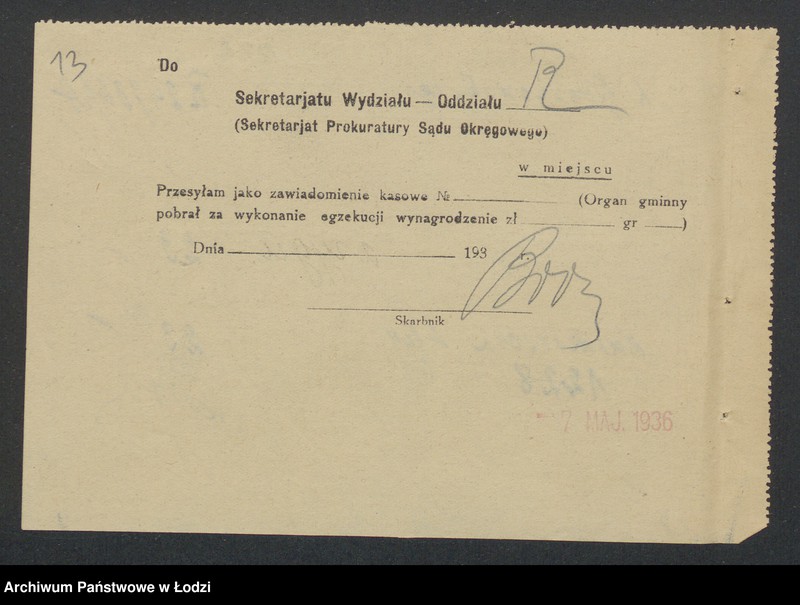 13
Do
Sekretarjatu Wydziału — Oddziału R
(Sekretarjat Prokuratury Sądu Okręgowego)
w miejscu
Przesyłam jako zawiadomienie kasowe № (Organ gminny
pobrał za wykonanie egzekucji wynagrodzenie zł gr )
Dnia 193 r.
Skarbnik
7 MAJ. 1936
Archiwum Państwowe w Łodzi